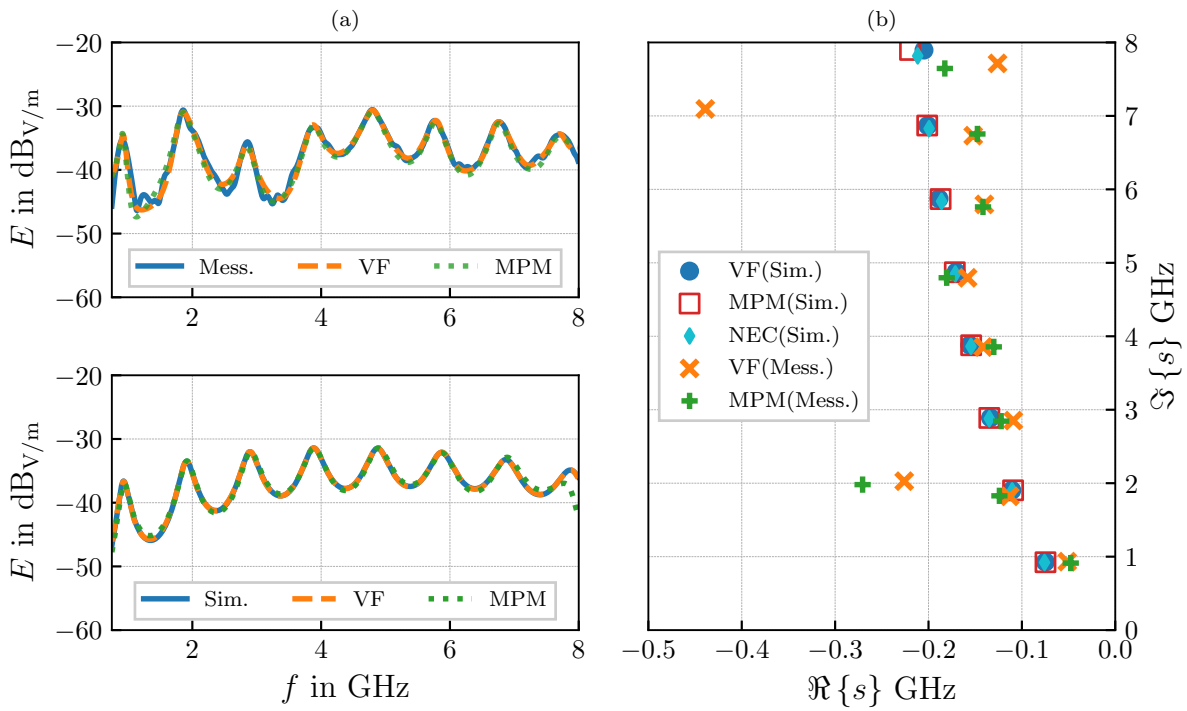 (a)
−20
−30
−40
−50
−60
E in dBV/m
Mess. VF MPM
2 4 6 8
−20
−30
−40
−50
−60
E in dBV/m
Sim. VF MPM
2 4 6 8
f in GHz
(b)
8
7
6
5
4
3
2
1
0
ℑ {s} GHz
VF(Sim.)
MPM(Sim.)
NEC(Sim.)
VF(Mess.)
MPM(Mess.)
−0.5 −0.4 −0.3 −0.2 −0.1 0.0
ℜ {s} GHz